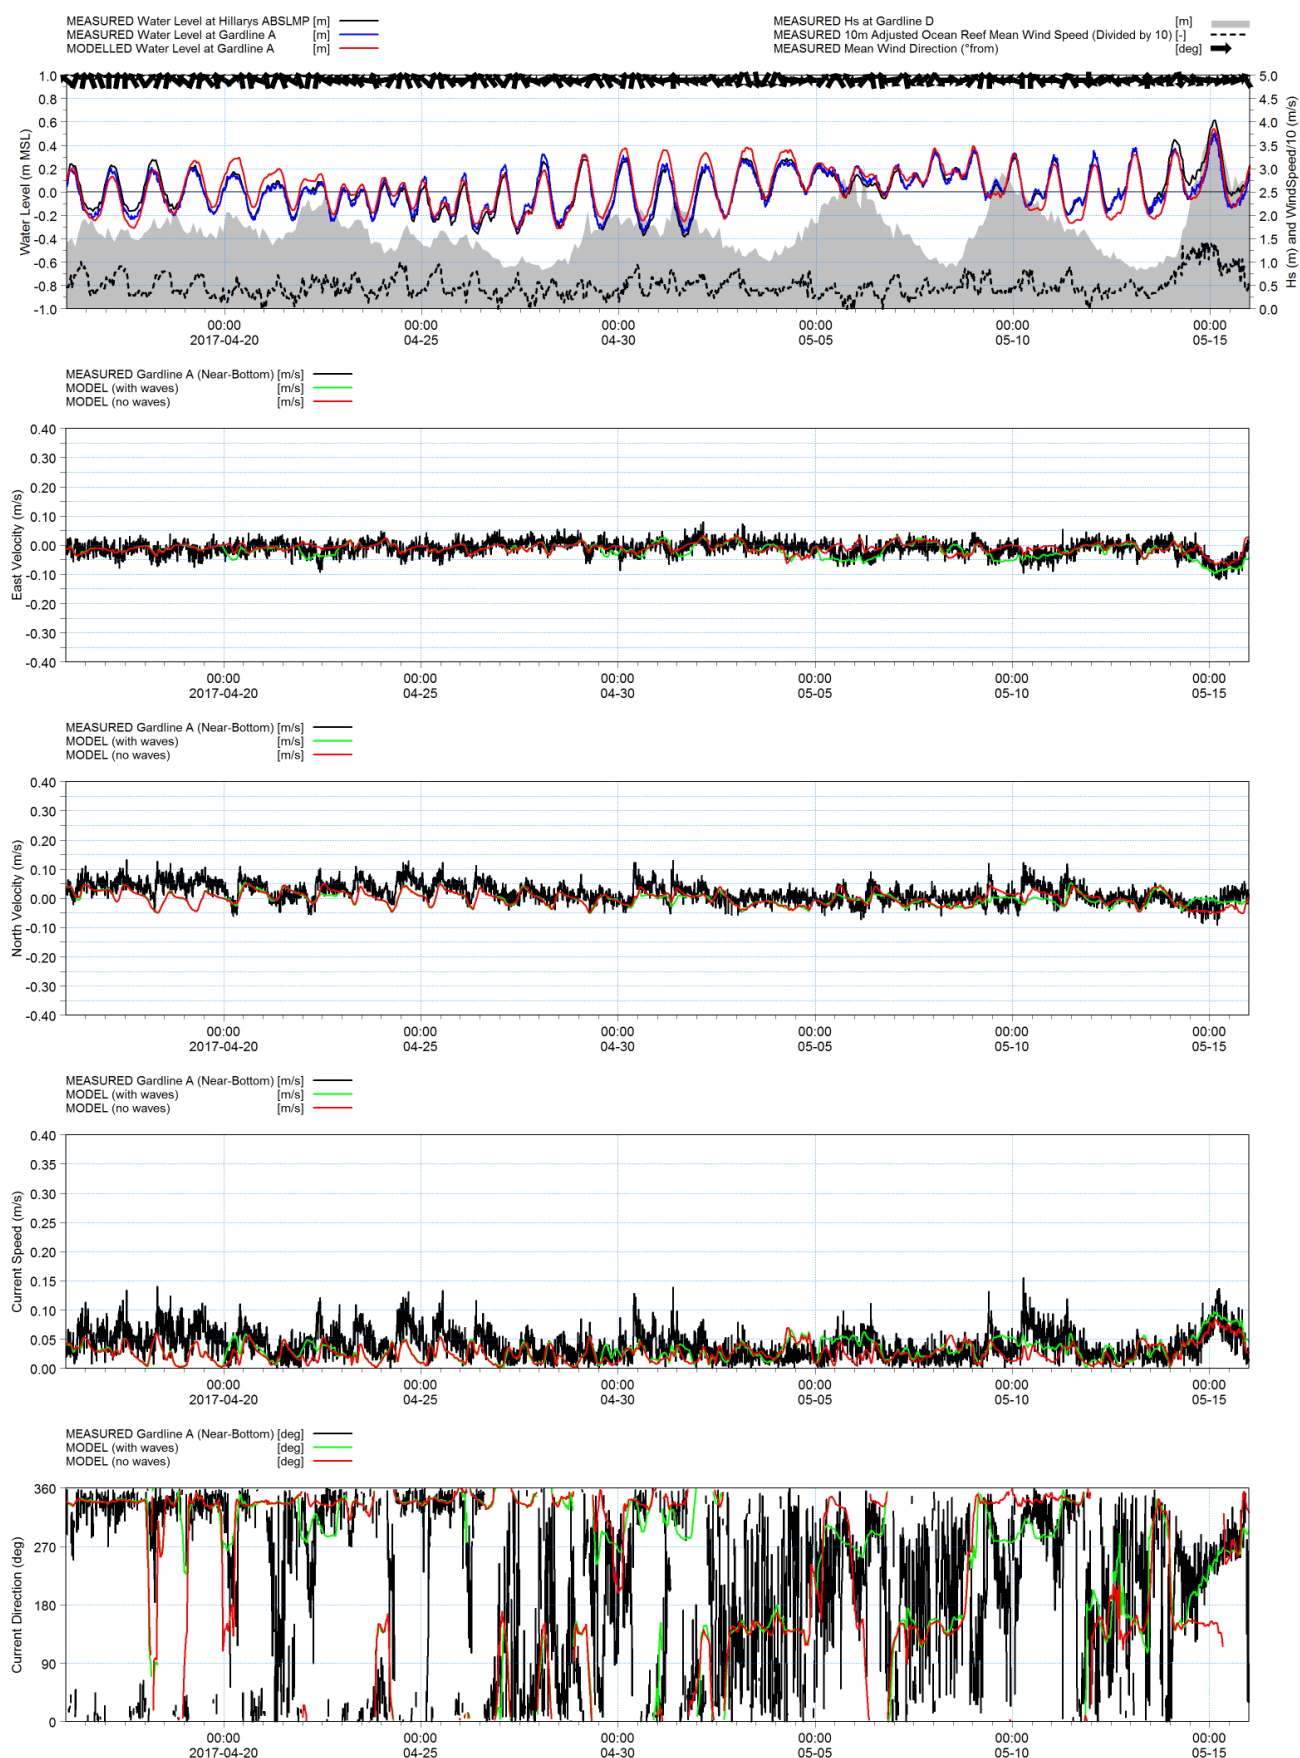 MEASURED Water Level at Hillarys ABSLMP [m]
MEASURED Water Level at Gardline A [m]
MODELLED Water Level at Gardline A [m]
MEASURED Hs at Gardline D [m]
MEASURED 10m Adjusted Ocean Reef Mean Wind Speed (Divided by 10) [-]
MEASURED Mean Wind Direction (°from) [deg]
Water Level (m MSL)
1.0
0.8
0.6
0.4
0.2
0.0
-0.2
-0.4
-0.6
-0.8
-1.0
5.0
4.5
4.0
3.5
3.0
2.5
2.0
1.5
1.0
0.5
0.0
Hs (m) and WindSpeed/10 (m/s)
00:00 00:00 00:00 00:00 00:00 00:00
2017-04-20 04-25 04-30 05-05 05-10 05-15
MEASURED Gardline A (Near-Bottom) [m/s]
MODEL (with waves) [m/s]
MODEL (no waves) [m/s]
East Velocity (m/s)
0.40
0.30
0.20
0.10
0.00
-0.10
-0.20
-0.30
-0.40
00:00 00:00 00:00 00:00 00:00 00:00
2017-04-20 04-25 04-30 05-05 05-10 05-15
MEASURED Gardline A (Near-Bottom) [m/s]
MODEL (with waves) [m/s]
MODEL (no waves) [m/s]
North Velocity (m/s)
0.40
0.30
0.20
0.10
0.00
-0.10
-0.20
-0.30
-0.40
00:00 00:00 00:00 00:00 00:00 00:00
2017-04-20 04-25 04-30 05-05 05-10 05-15
MEASURED Gardline A (Near-Bottom) [m/s]
MODEL (with waves) [m/s]
MODEL (no waves) [m/s]
Current Speed (m/s)
0.40
0.35
0.30
0.25
0.20
0.15
0.10
0.05
0.00
00:00 00:00 00:00 00:00 00:00 00:00
2017-04-20 04-25 04-30 05-05 05-10 05-15
MEASURED Gardline A (Near-Bottom) [deg]
MODEL (with waves) [deg]
MODEL (no waves) [deg]
Current Direction (deg)
360
270
180
90
0
00:00 00:00 00:00 00:00 00:00 00:00
2017-04-20 04-25 04-30 05-05 05-10 05-15